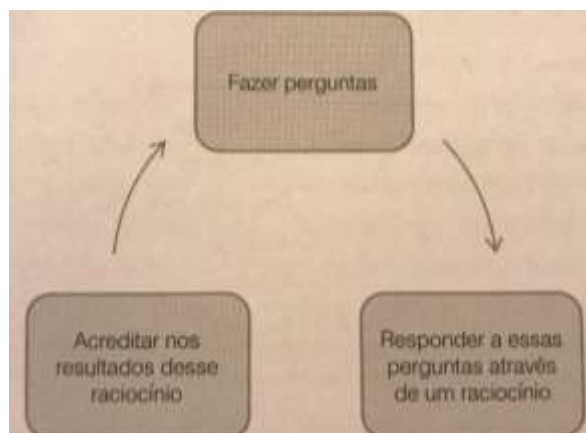 Fazer perguntas
Acreditar nos
resultados desse
raciocínio
Responder a essas
perguntas através
de um raciocínio